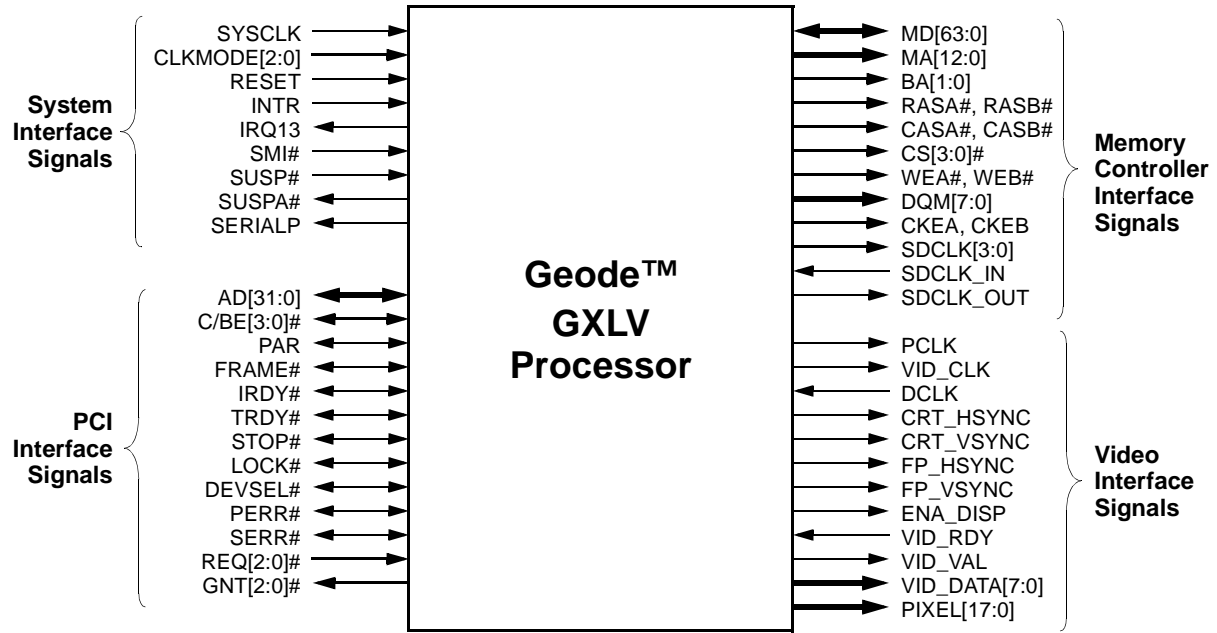 SYSCLK
CLKMODE[2:0]
RESET
INTR
IRQ13
SMI#
SUSP#
SUSPA#
SERIALP
System
Interface
Signals
AD[31:0]
C/BE[3:0]#
PAR
FRAME#
IRDY#
TRDY#
STOP#
LOCK#
DEVSEL#
PERR#
SERR#
REQ[2:0]#
GNT[2:0]#
PCI
Interface
Signals
Geode™
GXLV
Processor
MD[63:0]
MA[12:0]
BA[1:0]
RASA#, RASB#
CASA#, CASB#
CS[3:0]#
WEA#, WEB#
DQM[7:0]
CKEA, CKEB
SDCLK[3:0]
SDCLK_IN
SDCLK_OUT
Memory
Controller
Interface
Signals
PCLK
VID_CLK
DCLK
CRT_HSYNC
CRT_VSYNC
FP_HSYNC
FP_VSYNC
ENA_DISP
VID_RDY
VID_VAL
VID_DATA[7:0]
PIXEL[17:0]
Video
Interface
Signals